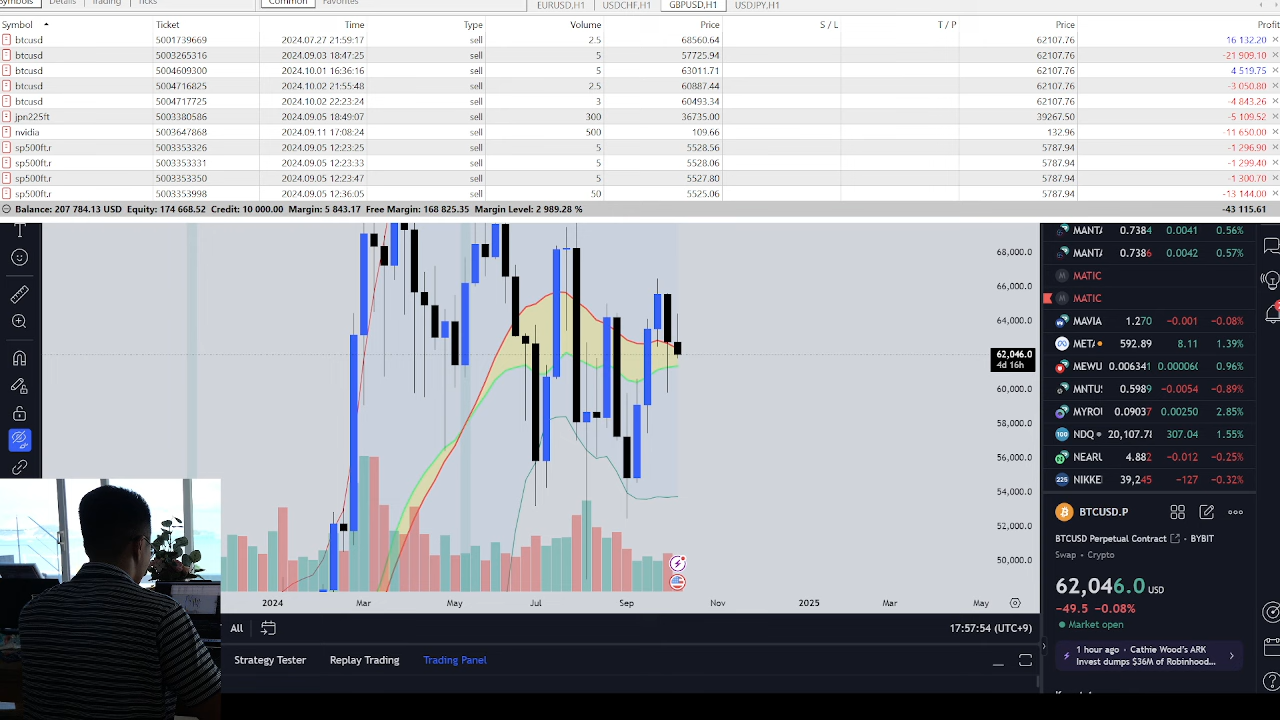 Symbols Details Trading Ticks Common Favorites EURUSD,H1 USDCHF,H1 GBPUSD,H1 USDJPY,H1
Symbol Ticket Time Type Volume Price S / L T / P Price Profit
btcusd 5001739669 2024.07.27 21:59:17 sell 2.5 68560.64 62107.76 16 132.20
btcusd 5003265316 2024.09.03 18:47:25 sell 5 57725.94 62107.76 -21 909.10
btcusd 5004609300 2024.10.01 16:36:16 sell 5 63011.71 62107.76 4 519.75
btcusd 5004716825 2024.10.02 21:55:48 sell 2.5 60887.44 62107.76 -3 050.80
btcusd 5004717725 2024.10.02 22:23:24 sell 3 60493.34 62107.76 -4 843.26
jpn225ft 5003380586 2024.09.05 18:49:07 sell 300 36735.00 39267.50 -5 109.52
nvidia 5003647868 2024.09.11 17:08:24 sell 500 109.66 132.96 -11 650.00
sp500ft.r 5003353326 2024.09.05 12:23:25 sell 5 5528.56 5787.94 -1 296.90
sp500ft.r 5003353331 2024.09.05 12:23:33 sell 5 5528.06 5787.94 -1 299.40
sp500ft.r 5003353350 2024.09.05 12:23:47 sell 5 5527.80 5787.94 -1 300.70
sp500ft.r 5003353998 2024.09.05 12:36:05 sell 50 5525.06 5787.94 -13 144.00
Balance: 207 784.13 USD Equity: 174 668.52 Credit: 10 000.00 Margin: 5 843.17 Free Margin: 168 825.35 Margin Level: 2 989.28 % -43 115.61
68,000.0
66,000.0
64,000.0
62,046.0
4d 16h
60,000.0
58,000.0
56,000.0
54,000.0
52,000.0
50,000.0
2024 Mar May Jul Sep Nov 2025 Mar May
All 17:57:54 (UTC+9)
Strategy Tester Replay Trading Trading Panel
MANTA 0.7384 0.0041 0.56%
MANTA 0.7386 0.0042 0.57%
MATIC
MATIC
MAVIA 1.270 −0.001 −0.08%
META 592.89 8.11 1.39%
MEWU 0.006341 0.000060 0.96%
MNTUS 0.5989 −0.0054 −0.89%
MYROU 0.09037 0.00250 2.85%
NDQ 20,107.78 307.04 1.55%
NEARU 4.882 −0.012 −0.25%
NIKKE 39,245 −127 −0.32%
BTCUSD.P
BTCUSD Perpetual Contract · BYBIT
Swap · Crypto
62,046.0 USD
−49.5 −0.08%
Market open
1 hour ago · Cathie Wood's ARK
Invest dumps $36M of Robinhood...